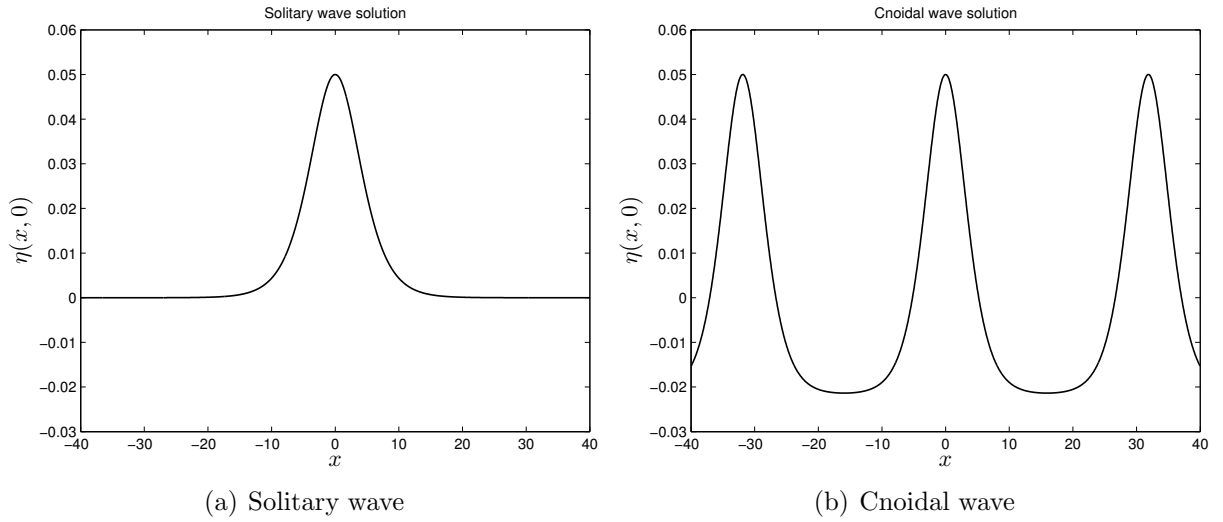 Solitary wave solution
0.06
0.05
0.04
0.03
0.02
0.01
0
−0.01
−0.02
−0.03
−40 −30 −20 −10 0 10 20 30 40
x
η(x, 0)
(a) Solitary wave
Cnoidal wave solution
0.06
0.05
0.04
0.03
0.02
0.01
0
−0.01
−0.02
−0.03
−40 −30 −20 −10 0 10 20 30 40
x
η(x, 0)
(b) Cnoidal wave